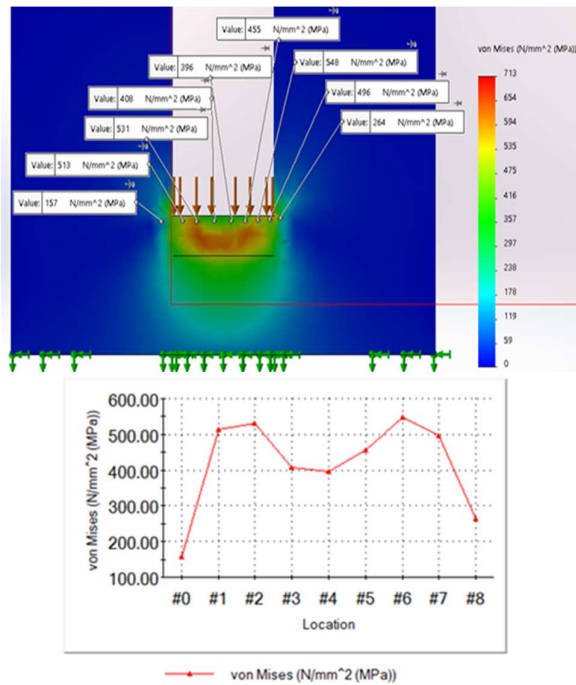 Value: 455 N/mm^2 (MPa)
Value: 396 N/mm^2 (MPa)
Value: 548 N/mm^2 (MPa)
Value: 408 N/mm^2 (MPa)
Value: 496 N/mm^2 (MPa)
Value: 531 N/mm^2 (MPa)
Value: 264 N/mm^2 (MPa)
Value: 513 N/mm^2 (MPa)
Value: 157 N/mm^2 (MPa)
von Mises (N/mm^2 (MPa))
713
654
594
535
475
416
357
297
238
178
119
59
0
600.00
500.00
400.00
300.00
200.00
100.00
von Mises (N/mm^2 (MPa))
#0 #1 #2 #3 #4 #5 #6 #7 #8
Location
von Mises (N/mm^2 (MPa))